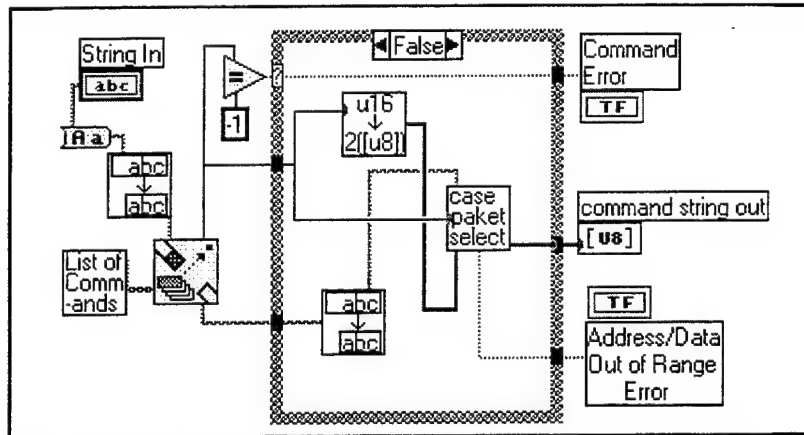 String In
abc
Aa
abc
abc
List of
Comm
-ands
=
-1
False
?
u16
2([u8])
case
paket
select
abc
abc
Command
Error
TF
command string out
[U8]
TF
Address/Data
Out of Range
Error